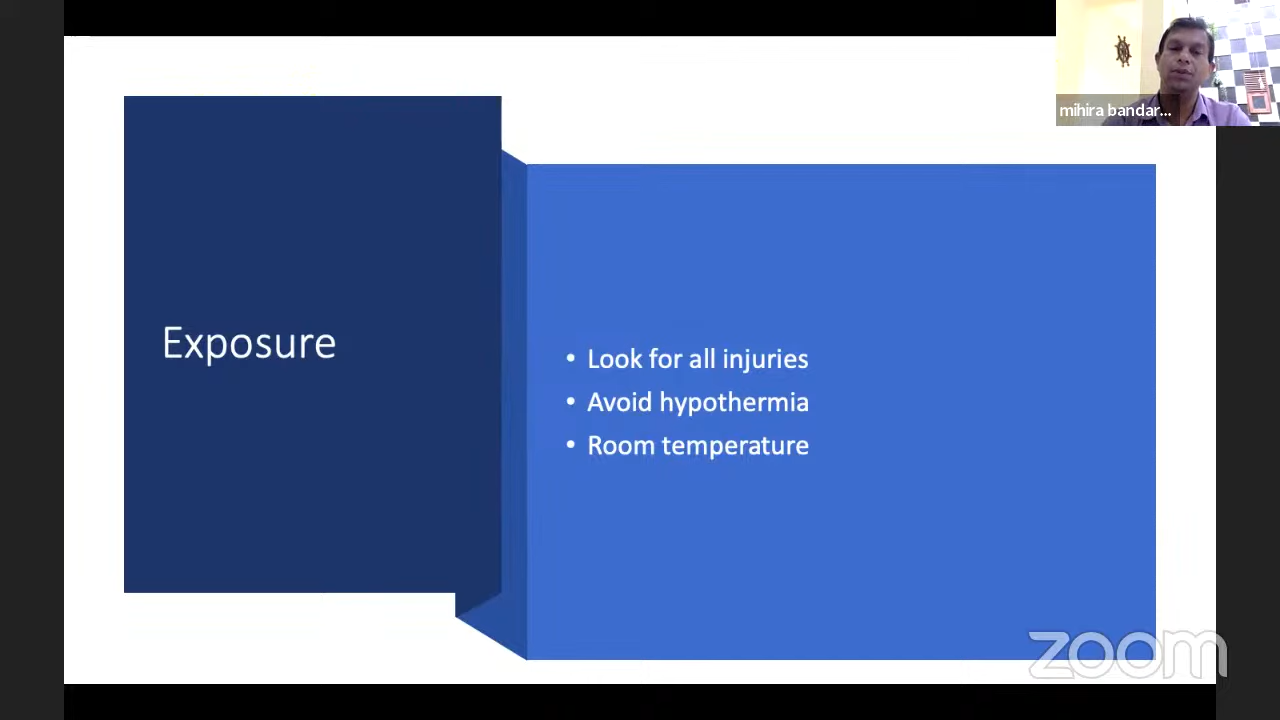 mihira bandar...
Exposure
• Look for all injuries
• Avoid hypothermia
• Room temperature
zoom